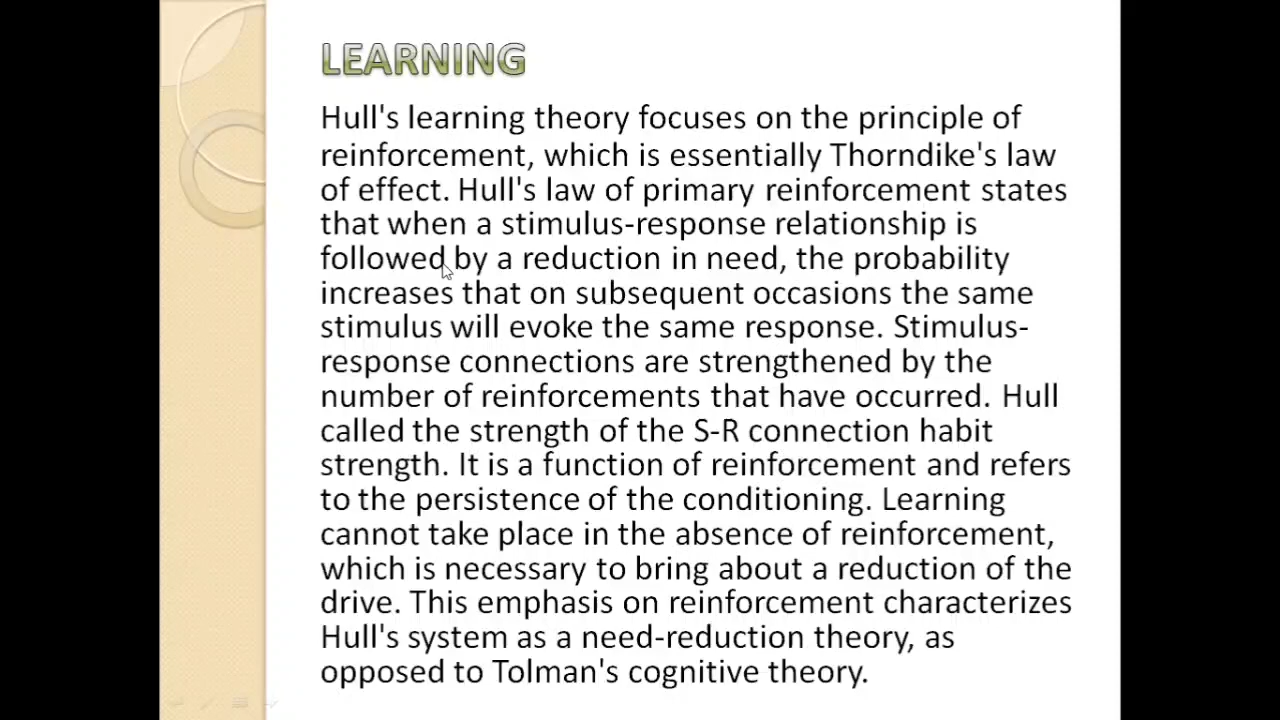 LEARNING
Hull's learning theory focuses on the principle of
reinforcement, which is essentially Thorndike's law
of effect. Hull's law of primary reinforcement states
that when a stimulus-response relationship is
followed by a reduction in need, the probability
increases that on subsequent occasions the same
stimulus will evoke the same response. Stimulus-
response connections are strengthened by the
number of reinforcements that have occurred. Hull
called the strength of the S-R connection habit
strength. It is a function of reinforcement and refers
to the persistence of the conditioning. Learning
cannot take place in the absence of reinforcement,
which is necessary to bring about a reduction of the
drive. This emphasis on reinforcement characterizes
Hull's system as a need-reduction theory, as
opposed to Tolman's cognitive theory.